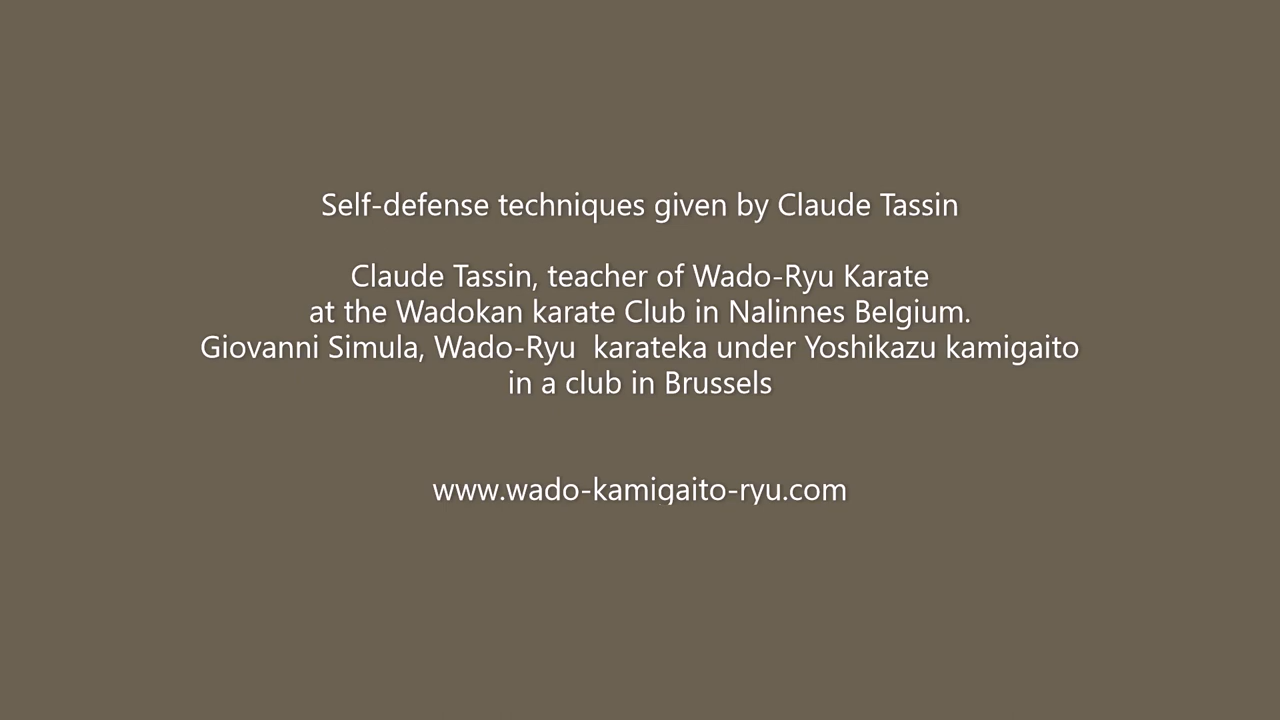 Self-defense techniques given by Claude Tassin
Claude Tassin, teacher of Wado-Ryu Karate
at the Wadokan karate Club in Nalinnes Belgium.
Giovanni Simula, Wado-Ryu  karateka under Yoshikazu kamigaito
in a club in Brussels
www.wado-kamigaito-ryu.com